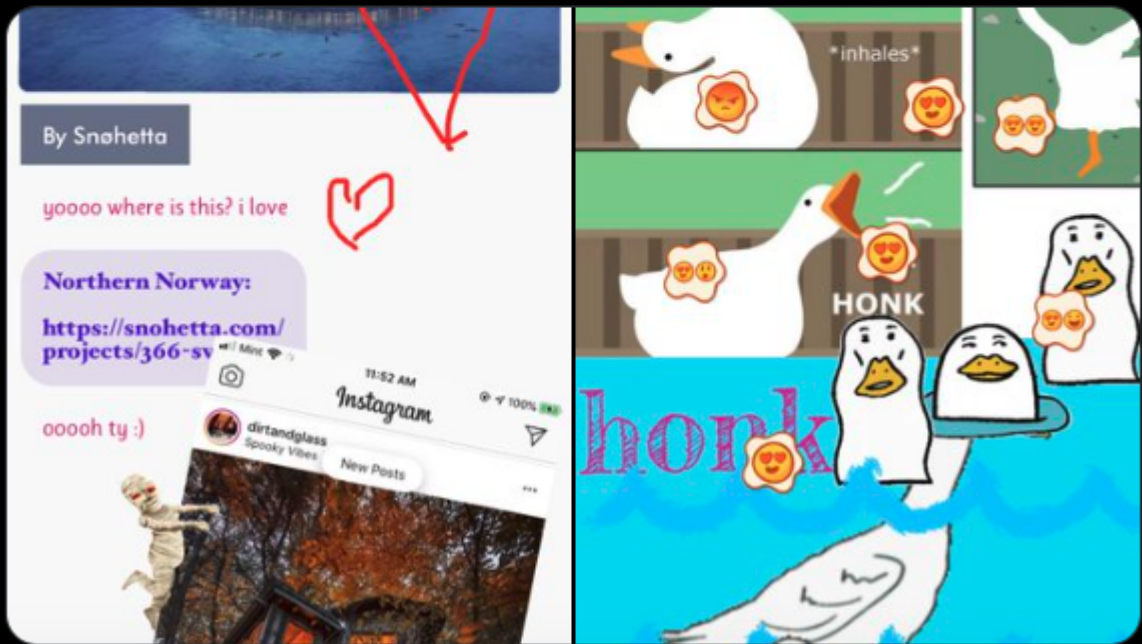 By Snøhetta
yoooo where is this? i love
Northern Norway:
https://snohetta.com/
projects/366-sv
ooooh ty :)
Mint
11:52 AM
100%
Instagram
dirtandglass
Spooky Vibes
New Posts
*inhales*
HONK
honk